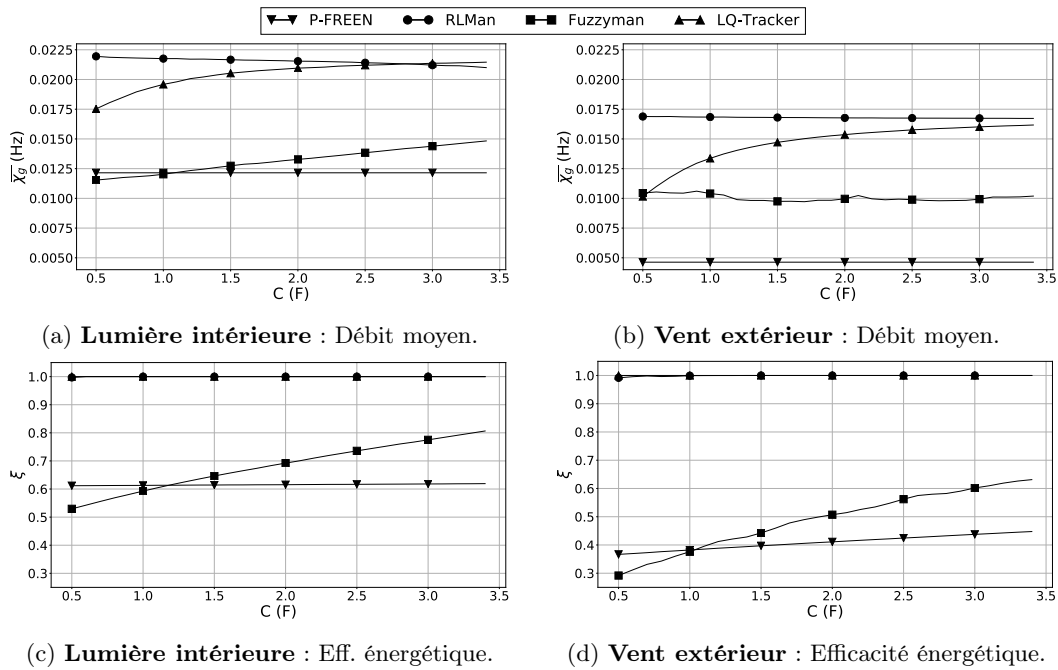 P-FREEN RLMan Fuzzyman LQ-Tracker
0.0225
0.0200
0.0175
0.0150
0.0125
0.0100
0.0075
0.0050
χg (Hz)
0.5 1.0 1.5 2.0 2.5 3.0 3.5
C (F)
(a) Lumière intérieure : Débit moyen.
0.0225
0.0200
0.0175
0.0150
0.0125
0.0100
0.0075
0.0050
χg (Hz)
0.5 1.0 1.5 2.0 2.5 3.0 3.5
C (F)
(b) Vent extérieur : Débit moyen.
1.0
0.9
0.8
0.7
0.6
0.5
0.4
0.3
ξ
0.5 1.0 1.5 2.0 2.5 3.0 3.5
C (F)
(c) Lumière intérieure : Eff. énergétique.
1.0
0.9
0.8
0.7
0.6
0.5
0.4
0.3
ξ
0.5 1.0 1.5 2.0 2.5 3.0 3.5
C (F)
(d) Vent extérieur : Efficacité énergétique.